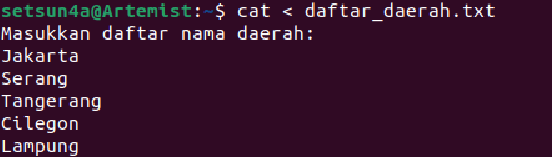 setsun4a@Artemist:~$ cat < daftar_daerah.txt
Masukkan daftar nama daerah:
Jakarta
Serang
Tangerang
Cilegon
Lampung